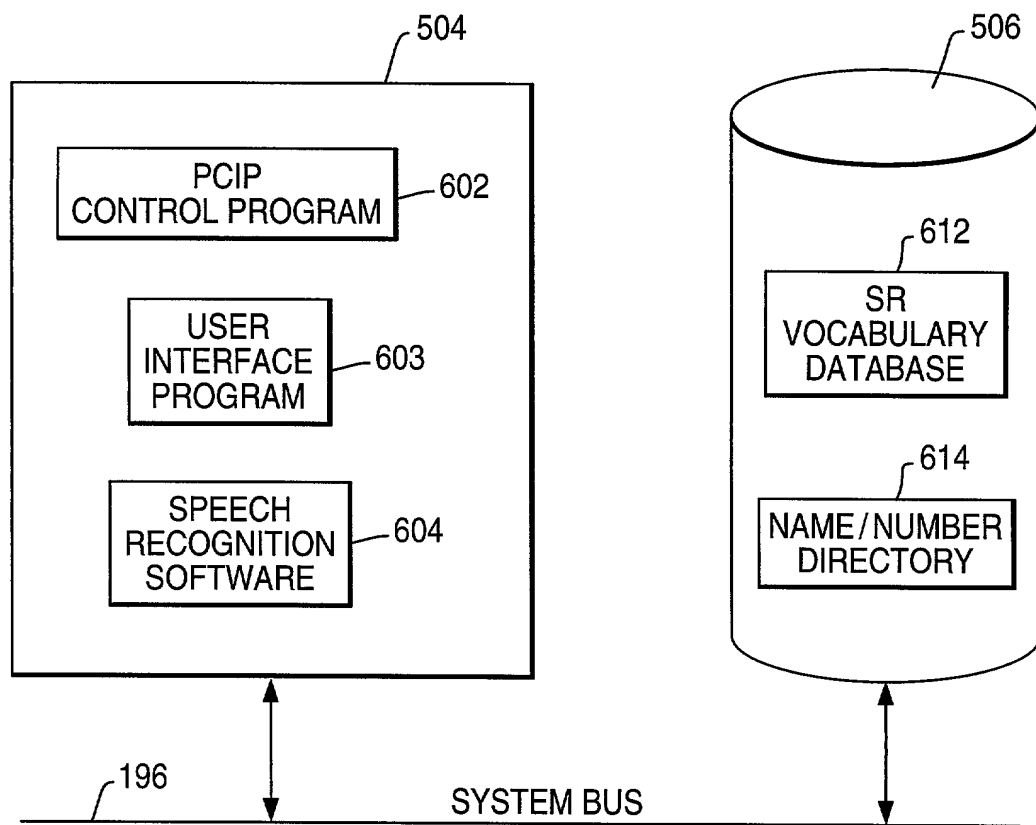 504
506
PCIP
CONTROL PROGRAM
602
USER
INTERFACE
PROGRAM
603
SPEECH
RECOGNITION
SOFTWARE
604
612
SR
VOCABULARY
DATABASE
614
NAME/NUMBER
DIRECTORY
196
SYSTEM BUS